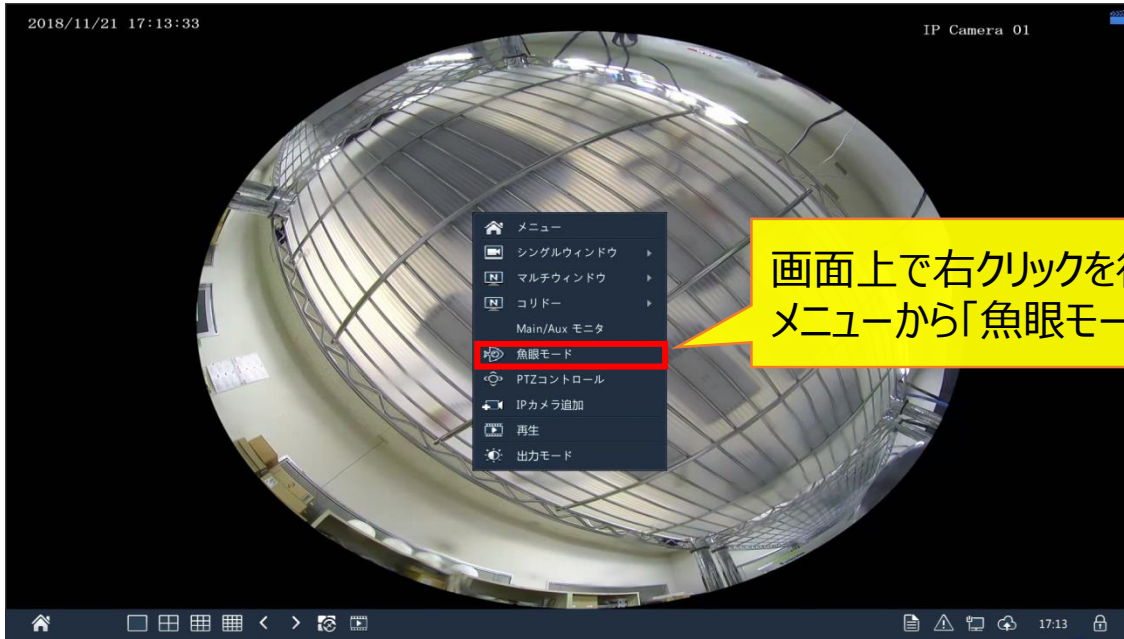 2018/11/21 17:13:33
IP Camera 01
メニュー
シングルウィンドウ
マルチウィンドウ
コリドー
Main/Aux モニタ
魚眼モード
PTZコントロール
IPカメラ追加
再生
出力モード
画面上で右クリックを
メニューから「魚眼モー
17:13